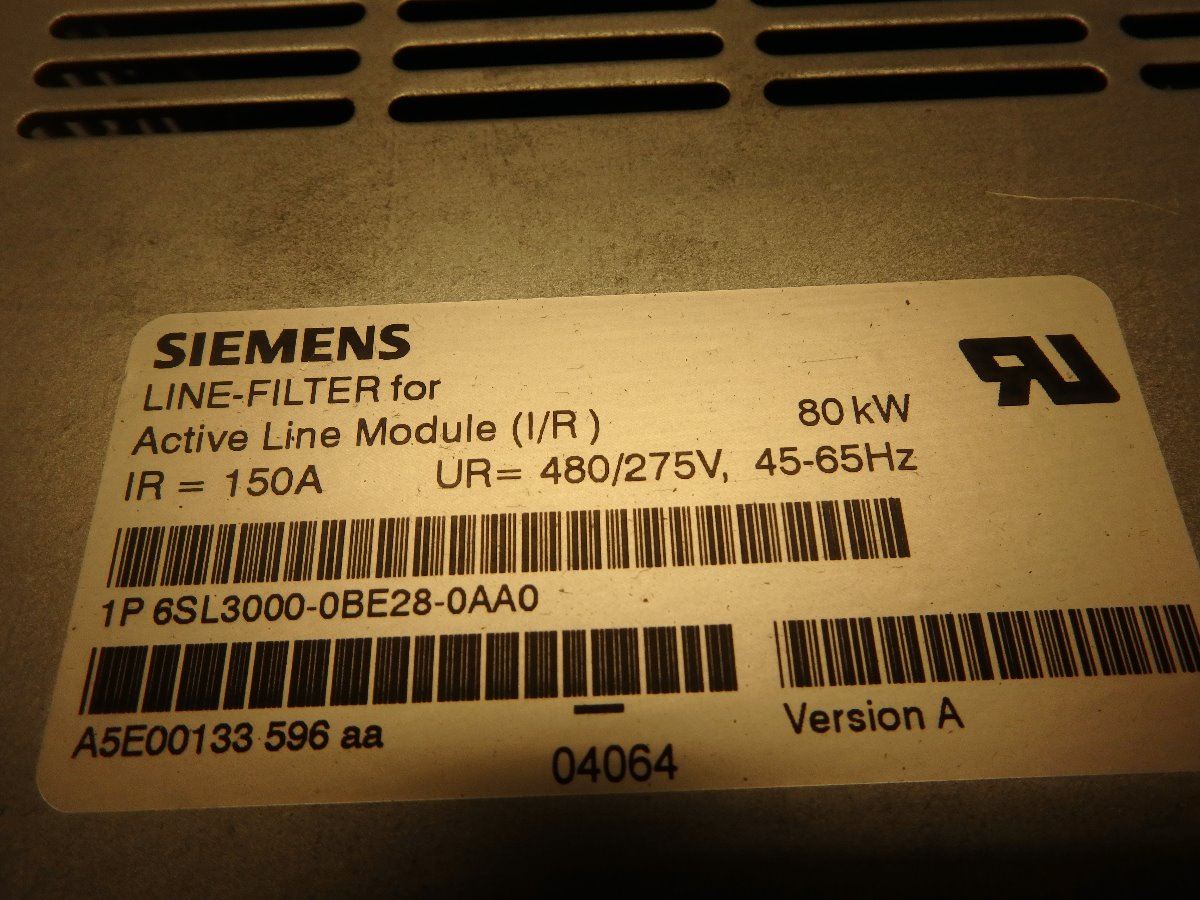 SIEMENS
LINE-FILTER for
Active Line Module (I/R )
80 kW
IR = 150A UR= 480/275V, 45-65Hz
1P 6SL3000-0BE28-0AA0
A5E00133 596 aa
04064
Version A